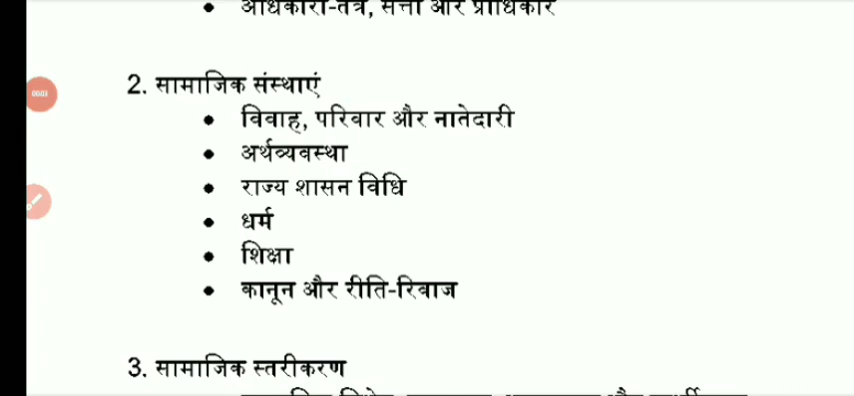 अधिकारी-तंत्र, सत्ता और प्राधिकार
2. सामाजिक संस्थाएं
• विवाह, परिवार और नातेदारी
• अर्थव्यवस्था
• राज्य शासन विधि
• धर्म
• शिक्षा
• कानून और रीति-रिवाज
3. सामाजिक स्तरीकरण